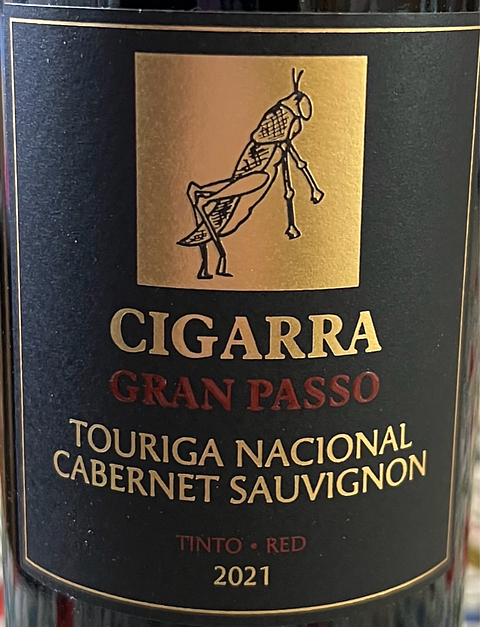 CIGARRA
GRAN PASSO
TOURIGA NACIONAL
CABERNET SAUVIGNON
TINTO • RED
2021